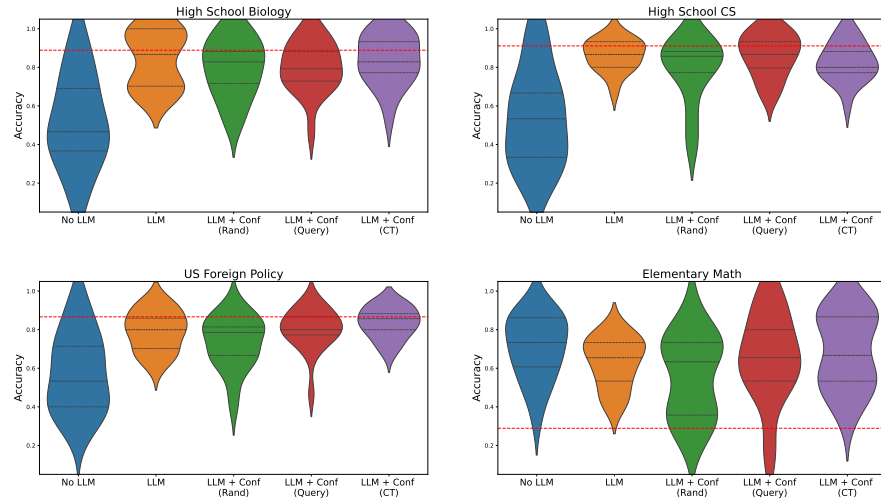 High School Biology
Accuracy
1.0
0.8
0.6
0.4
0.2
No LLM
LLM
LLM + Conf
(Rand)
LLM + Conf
(Query)
LLM + Conf
(CT)
High School CS
Accuracy
1.0
0.8
0.6
0.4
0.2
No LLM
LLM
LLM + Conf
(Rand)
LLM + Conf
(Query)
LLM + Conf
(CT)
US Foreign Policy
Accuracy
1.0
0.8
0.6
0.4
0.2
No LLM
LLM
LLM + Conf
(Rand)
LLM + Conf
(Query)
LLM + Conf
(CT)
Elementary Math
Accuracy
1.0
0.8
0.6
0.4
0.2
No LLM
LLM
LLM + Conf
(Rand)
LLM + Conf
(Query)
LLM + Conf
(CT)